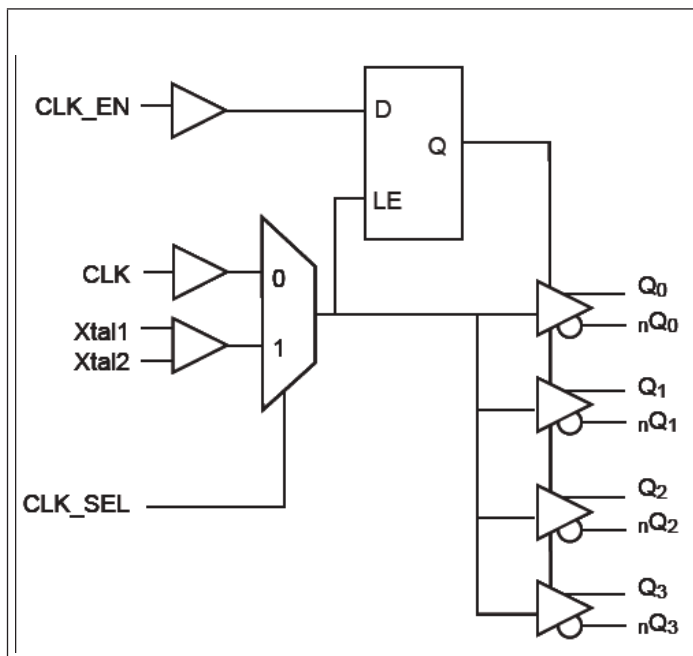 CLK_EN
D
Q
LE
CLK
0
Xtal1
Xtal2
1
CLK_SEL
Q0
nQ0
Q1
nQ1
Q2
nQ2
Q3
nQ3